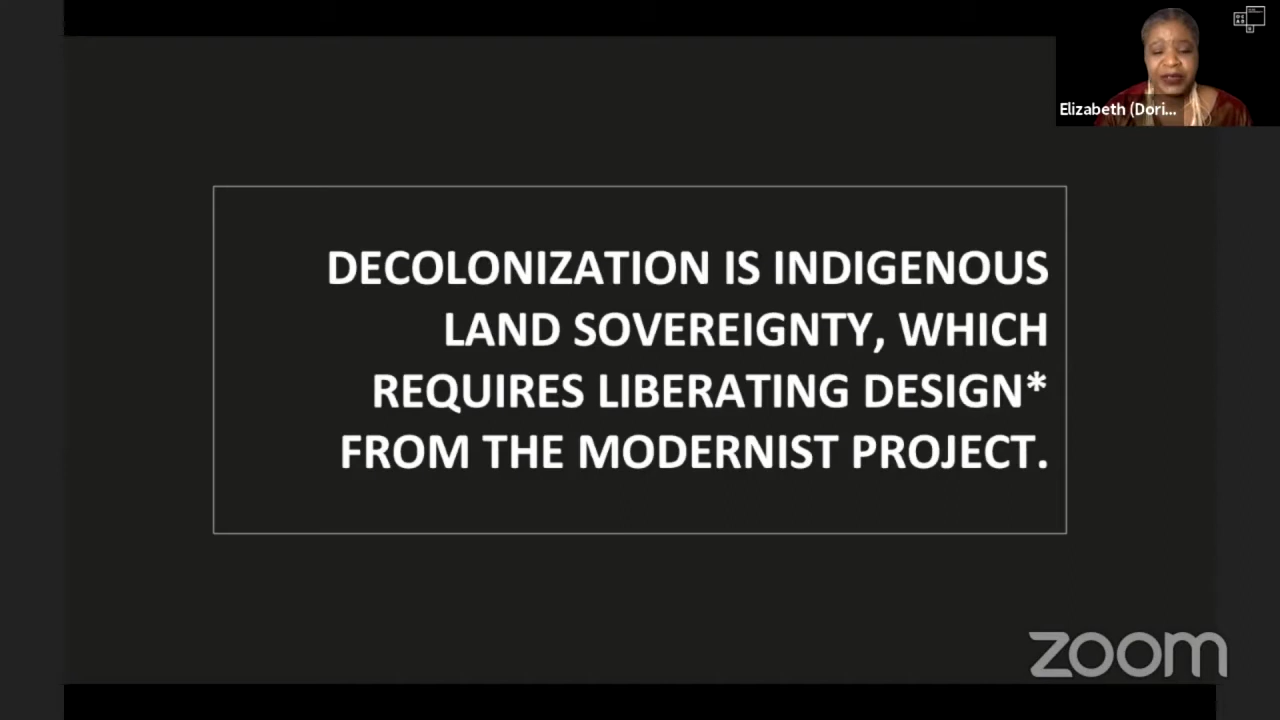 Elizabeth (Dori...
DECOLONIZATION IS INDIGENOUS
LAND SOVEREIGNTY, WHICH
REQUIRES LIBERATING DESIGN*
FROM THE MODERNIST PROJECT.
zoom